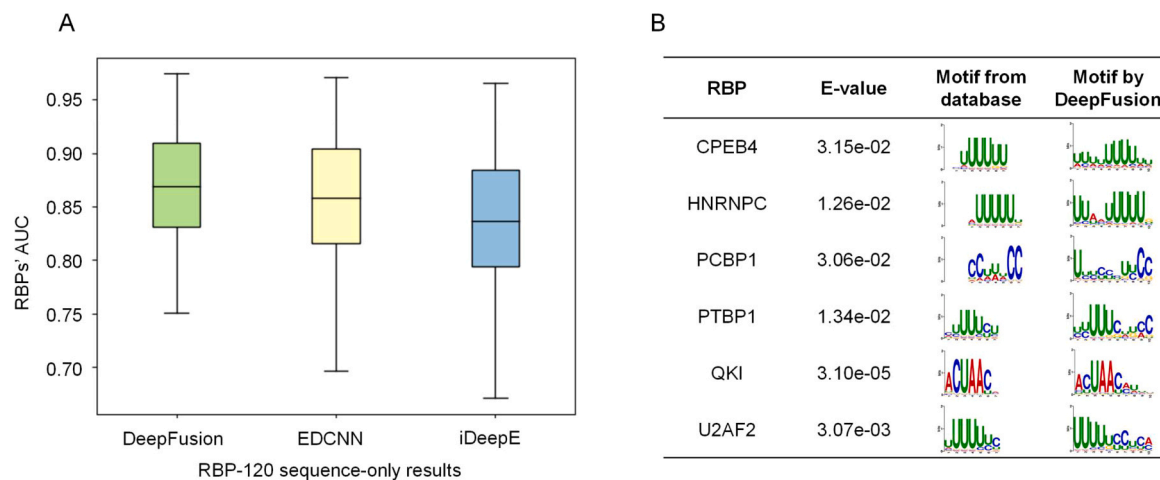 A
B
RBPs' AUC
0.95
0.90
0.85
0.80
0.75
0.70
DeepFusion EDCNN iDeepE
RBP-120 sequence-only results
RBP E-value Motif from database Motif by DeepFusion
CPEB4 3.15e-02
HNRNPC 1.26e-02
PCBP1 3.06e-02
PTBP1 1.34e-02
QKI 3.10e-05 ACUAAC ACUAAC
U2AF2 3.07e-03